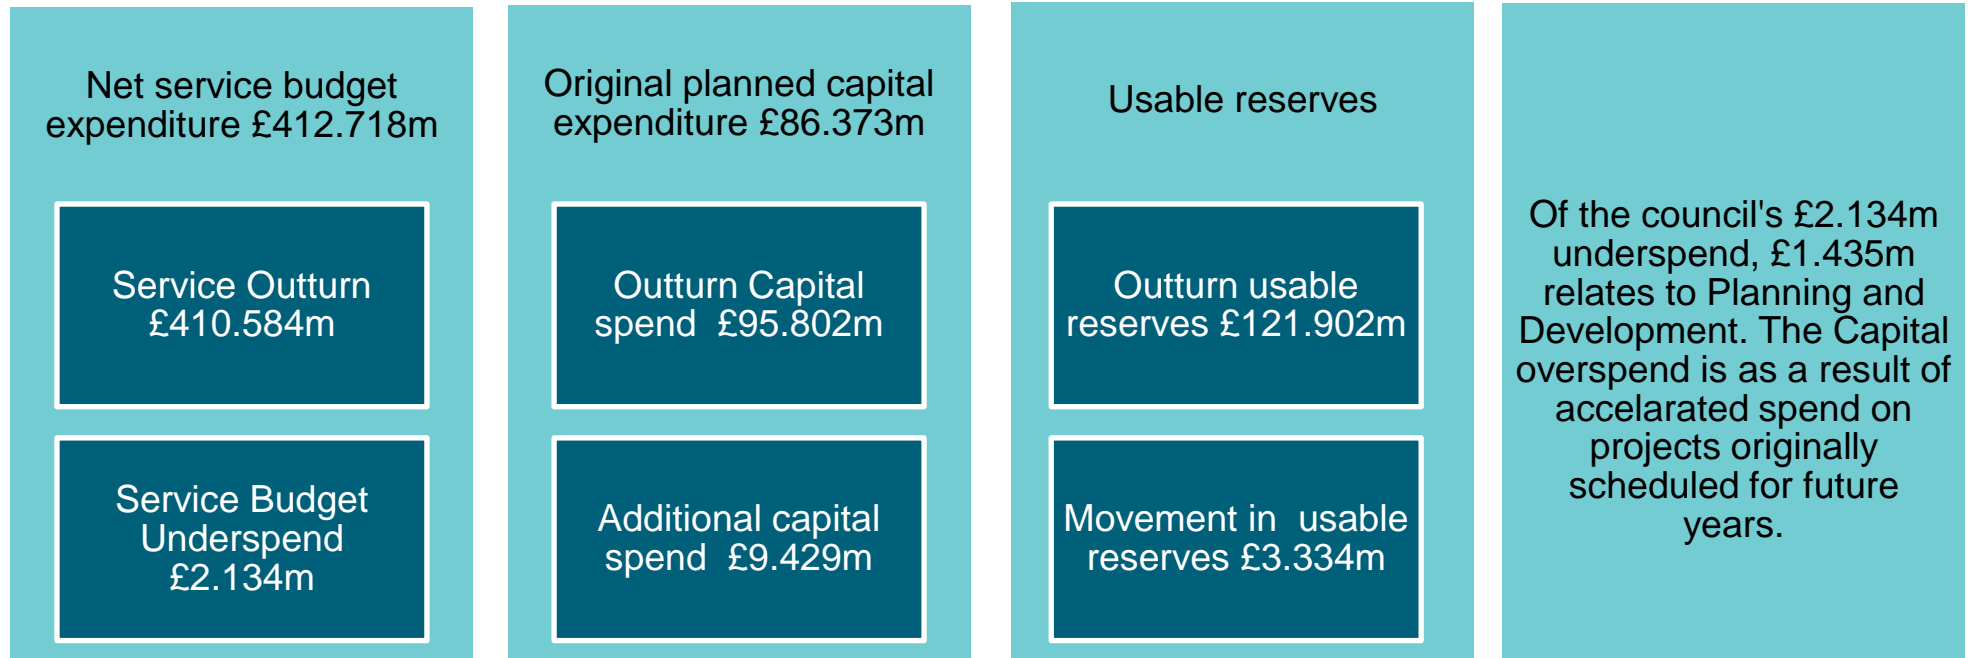 Net service budget
expenditure £412.718m
Service Outturn
£410.584m
Service Budget
Underspend
£2.134m
Original planned capital
expenditure £86.373m
Outturn Capital
spend  £95.802m
Additional capital
spend  £9.429m
Usable reserves
Outturn usable
reserves £121.902m
Movement in  usable
reserves £3.334m
Of the council's £2.134m
underspend, £1.435m
relates to Planning and
Development. The Capital
overspend is as a result of
accelarated spend on
projects originally
scheduled for future
years.